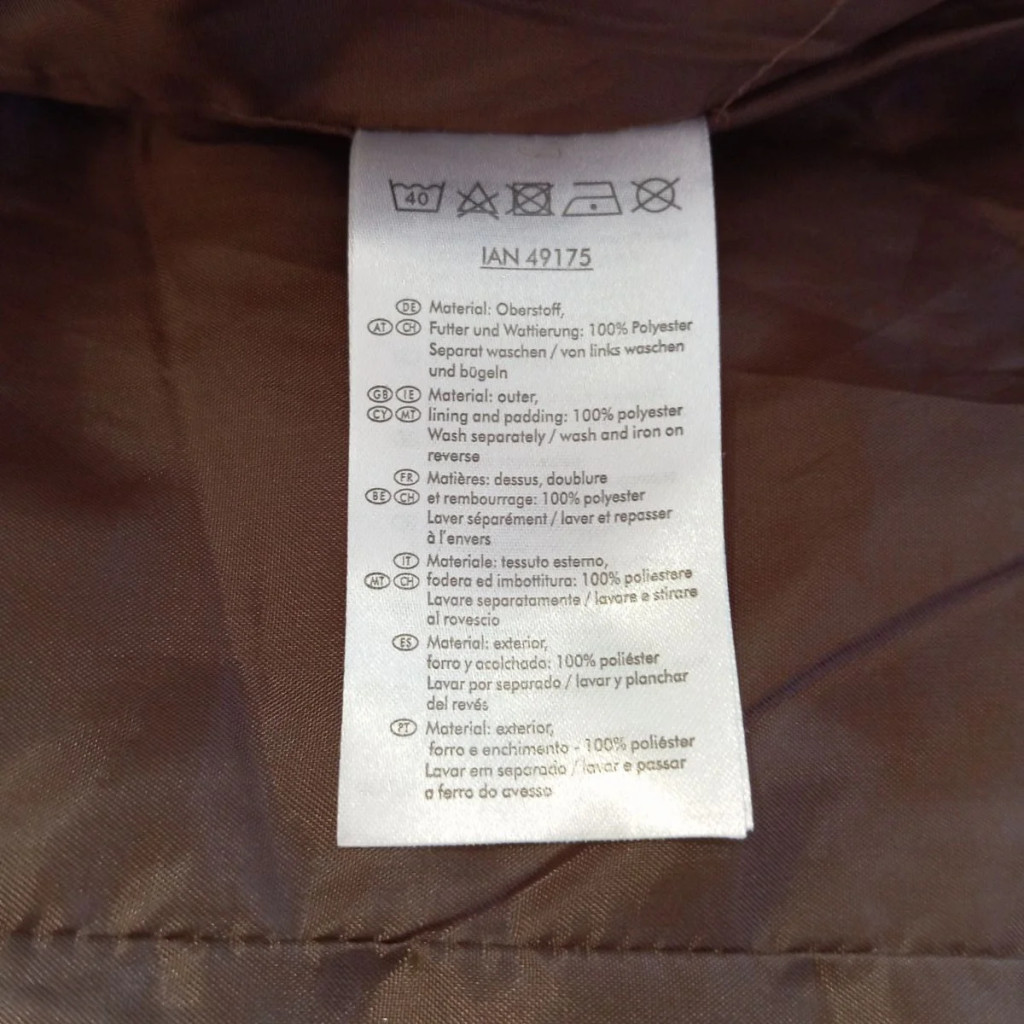 40
IAN 49175
DE Material: Oberstoff,
AT CH Futter und Wattierung: 100% Polyester
Separat waschen / von links waschen
und bügeln
GB IE Material: outer,
CY MT lining and padding: 100% polyester
Wash separately / wash and iron on
reverse
FR Matières: dessus, doublure
BE CH et rembourrage: 100% polyester
Laver séparément / laver et repasser
à l'envers
IT Materiale: tessuto esterno,
MT CH fodera ed imbottitura: 100% poliestere
Lavare separatamente / lavare e stirare
al rovescio
ES Material: exterior,
forro y acolchado: 100% poliéster
Lavar por separado / lavar y planchar
del revés
PT Material: exterior,
forro e enchimento - 100% poliéster
Lavar em separado / lavar e passar
a ferro do avesso